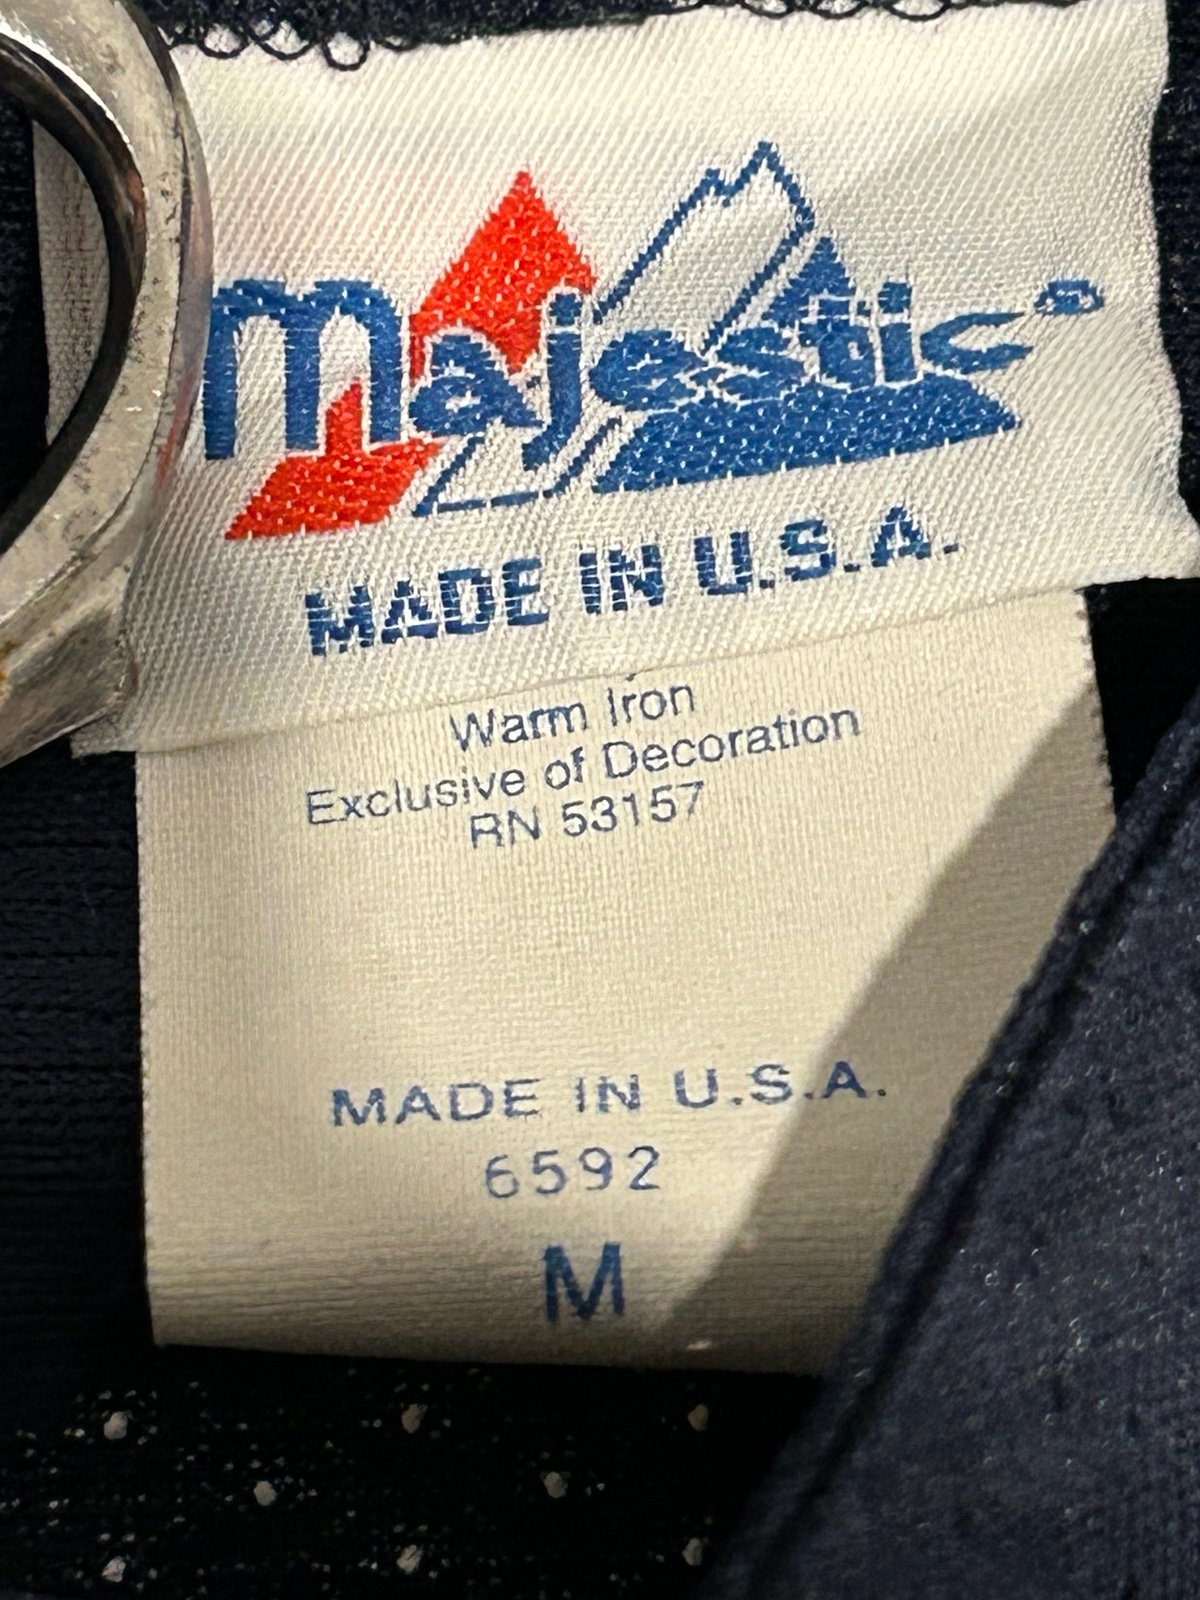 majestic®
MADE IN U.S.A.
Warm Iron
Exclusive of Decoration
RN 53157
MADE IN U.S.A.
6592
M